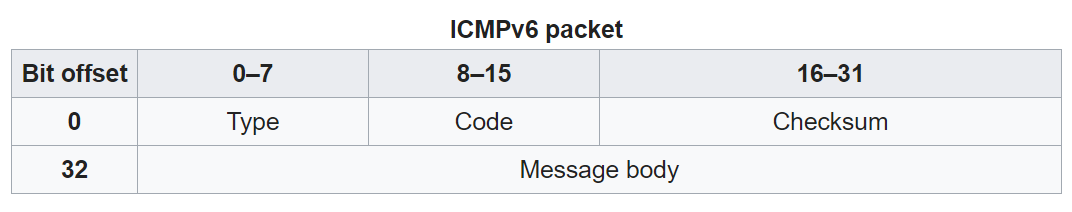 ICMPv6 packet
Bit offset 0–7 8–15 16–31
0 Type Code Checksum
32 Message body